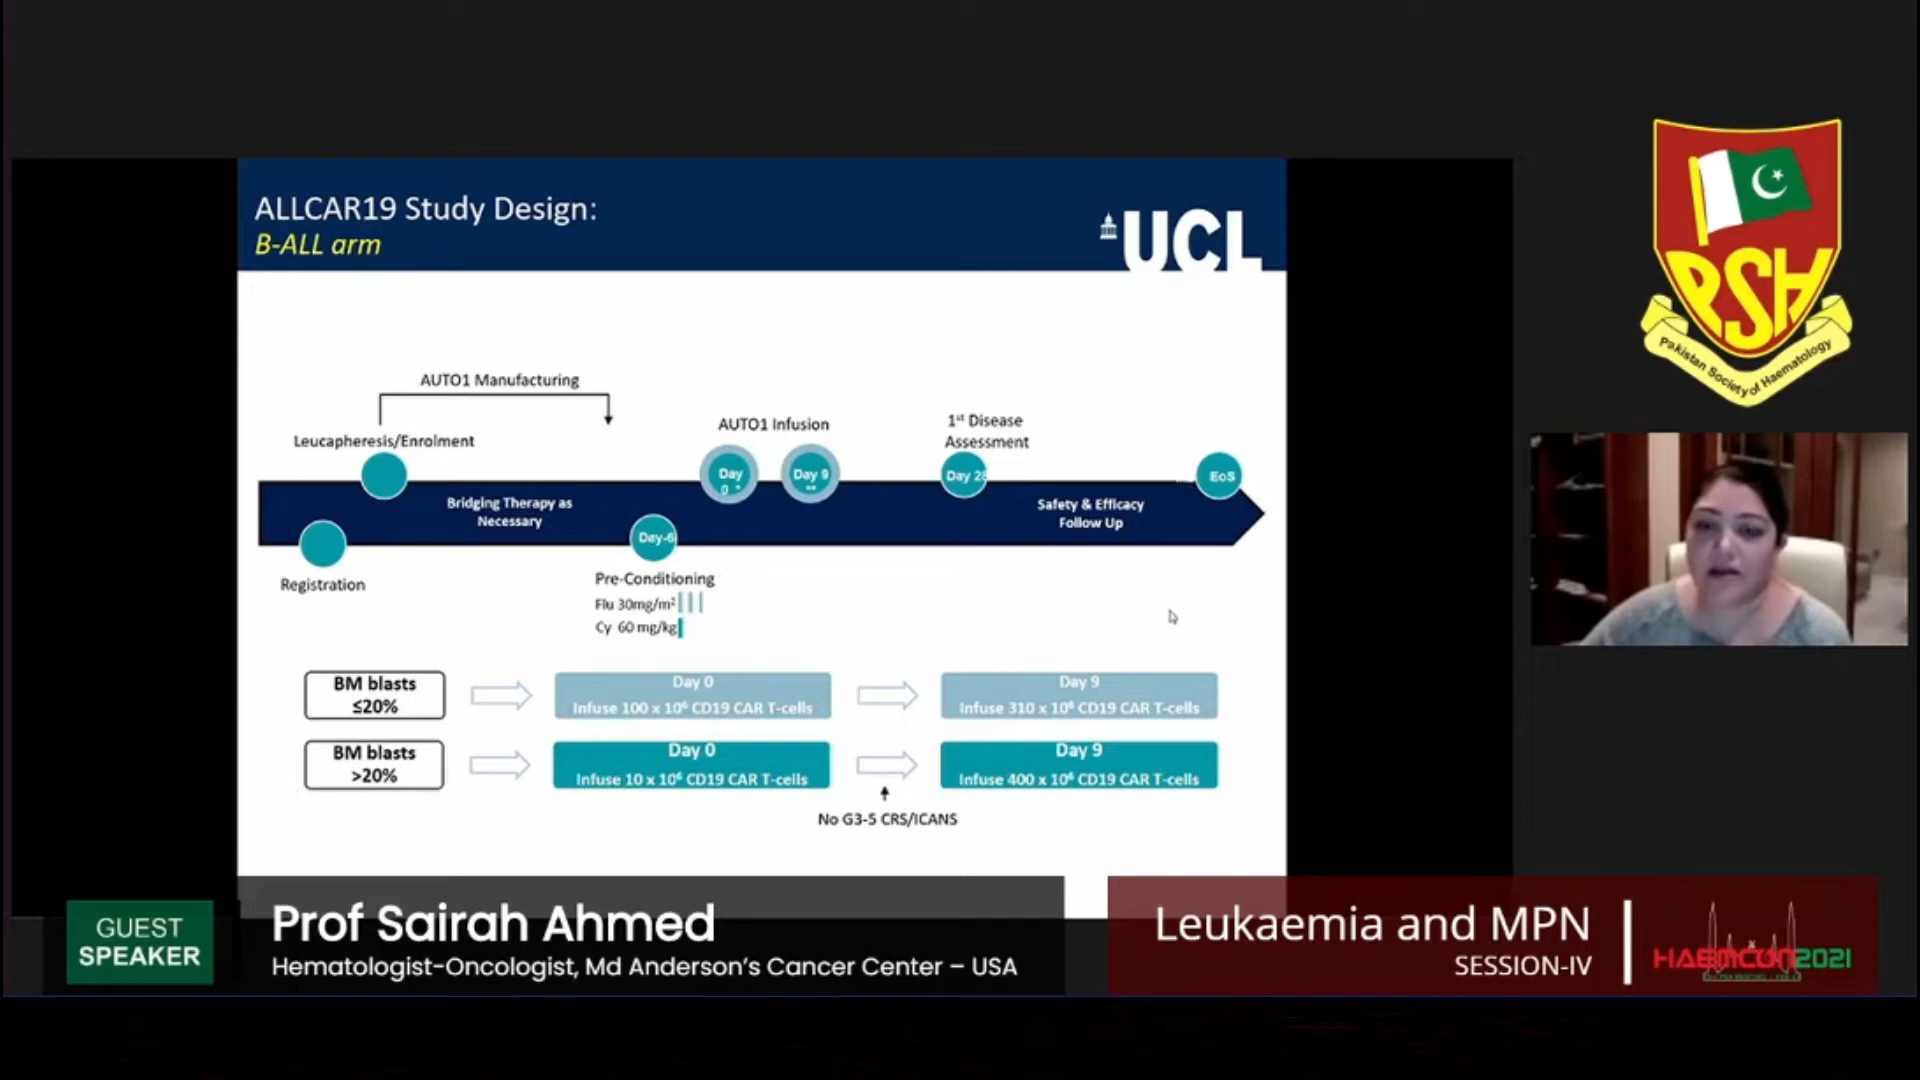 ALLCAR19 Study Design:
B-ALL arm
UCL
AUTO1 Manufacturing
Leucapheresis/Enrolment
AUTO1 Infusion
1st Disease
Assessment
Day
0 *
Day 9
**
Day 28
EoS
Bridging Therapy as
Necessary
Safety & Efficacy
Follow Up
Day-6
Registration
Pre-Conditioning
Flu 30mg/m²
Cy 60 mg/kg
BM blasts
≤20%
Day 0
Infuse 100 x 10⁶ CD19 CAR T-cells
Day 9
Infuse 310 x 10⁶ CD19 CAR T-cells
BM blasts
>20%
Day 0
Infuse 10 x 10⁶ CD19 CAR T-cells
Day 9
Infuse 400 x 10⁶ CD19 CAR T-cells
No G3-5 CRS/ICANS
PSH
Pakistan Society of Haematology
GUEST
SPEAKER
Prof Sairah Ahmed
Hematologist-Oncologist, Md Anderson's Cancer Center – USA
Leukaemia and MPN
SESSION-IV
HAEMCON2021